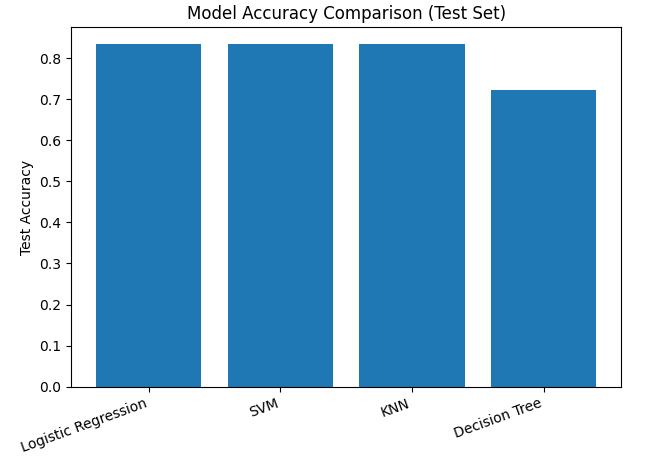 Model Accuracy Comparison (Test Set)
Test Accuracy
0.8
0.7
0.6
0.5
0.4
0.3
0.2
0.1
0.0
Logistic Regression
SVM
KNN
Decision Tree